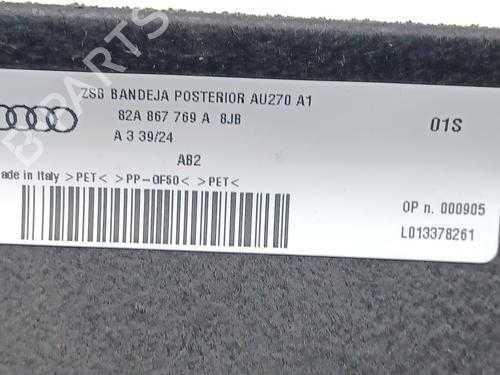 ZSB BANDEJA POSTERIOR AU270 A1
82A 867 769 A 8JB
01S
A 3 39/24
AB2
ade in Italy >PET< >PP-GF50< >PET<
OP n. 000905
L013378261
PARTS